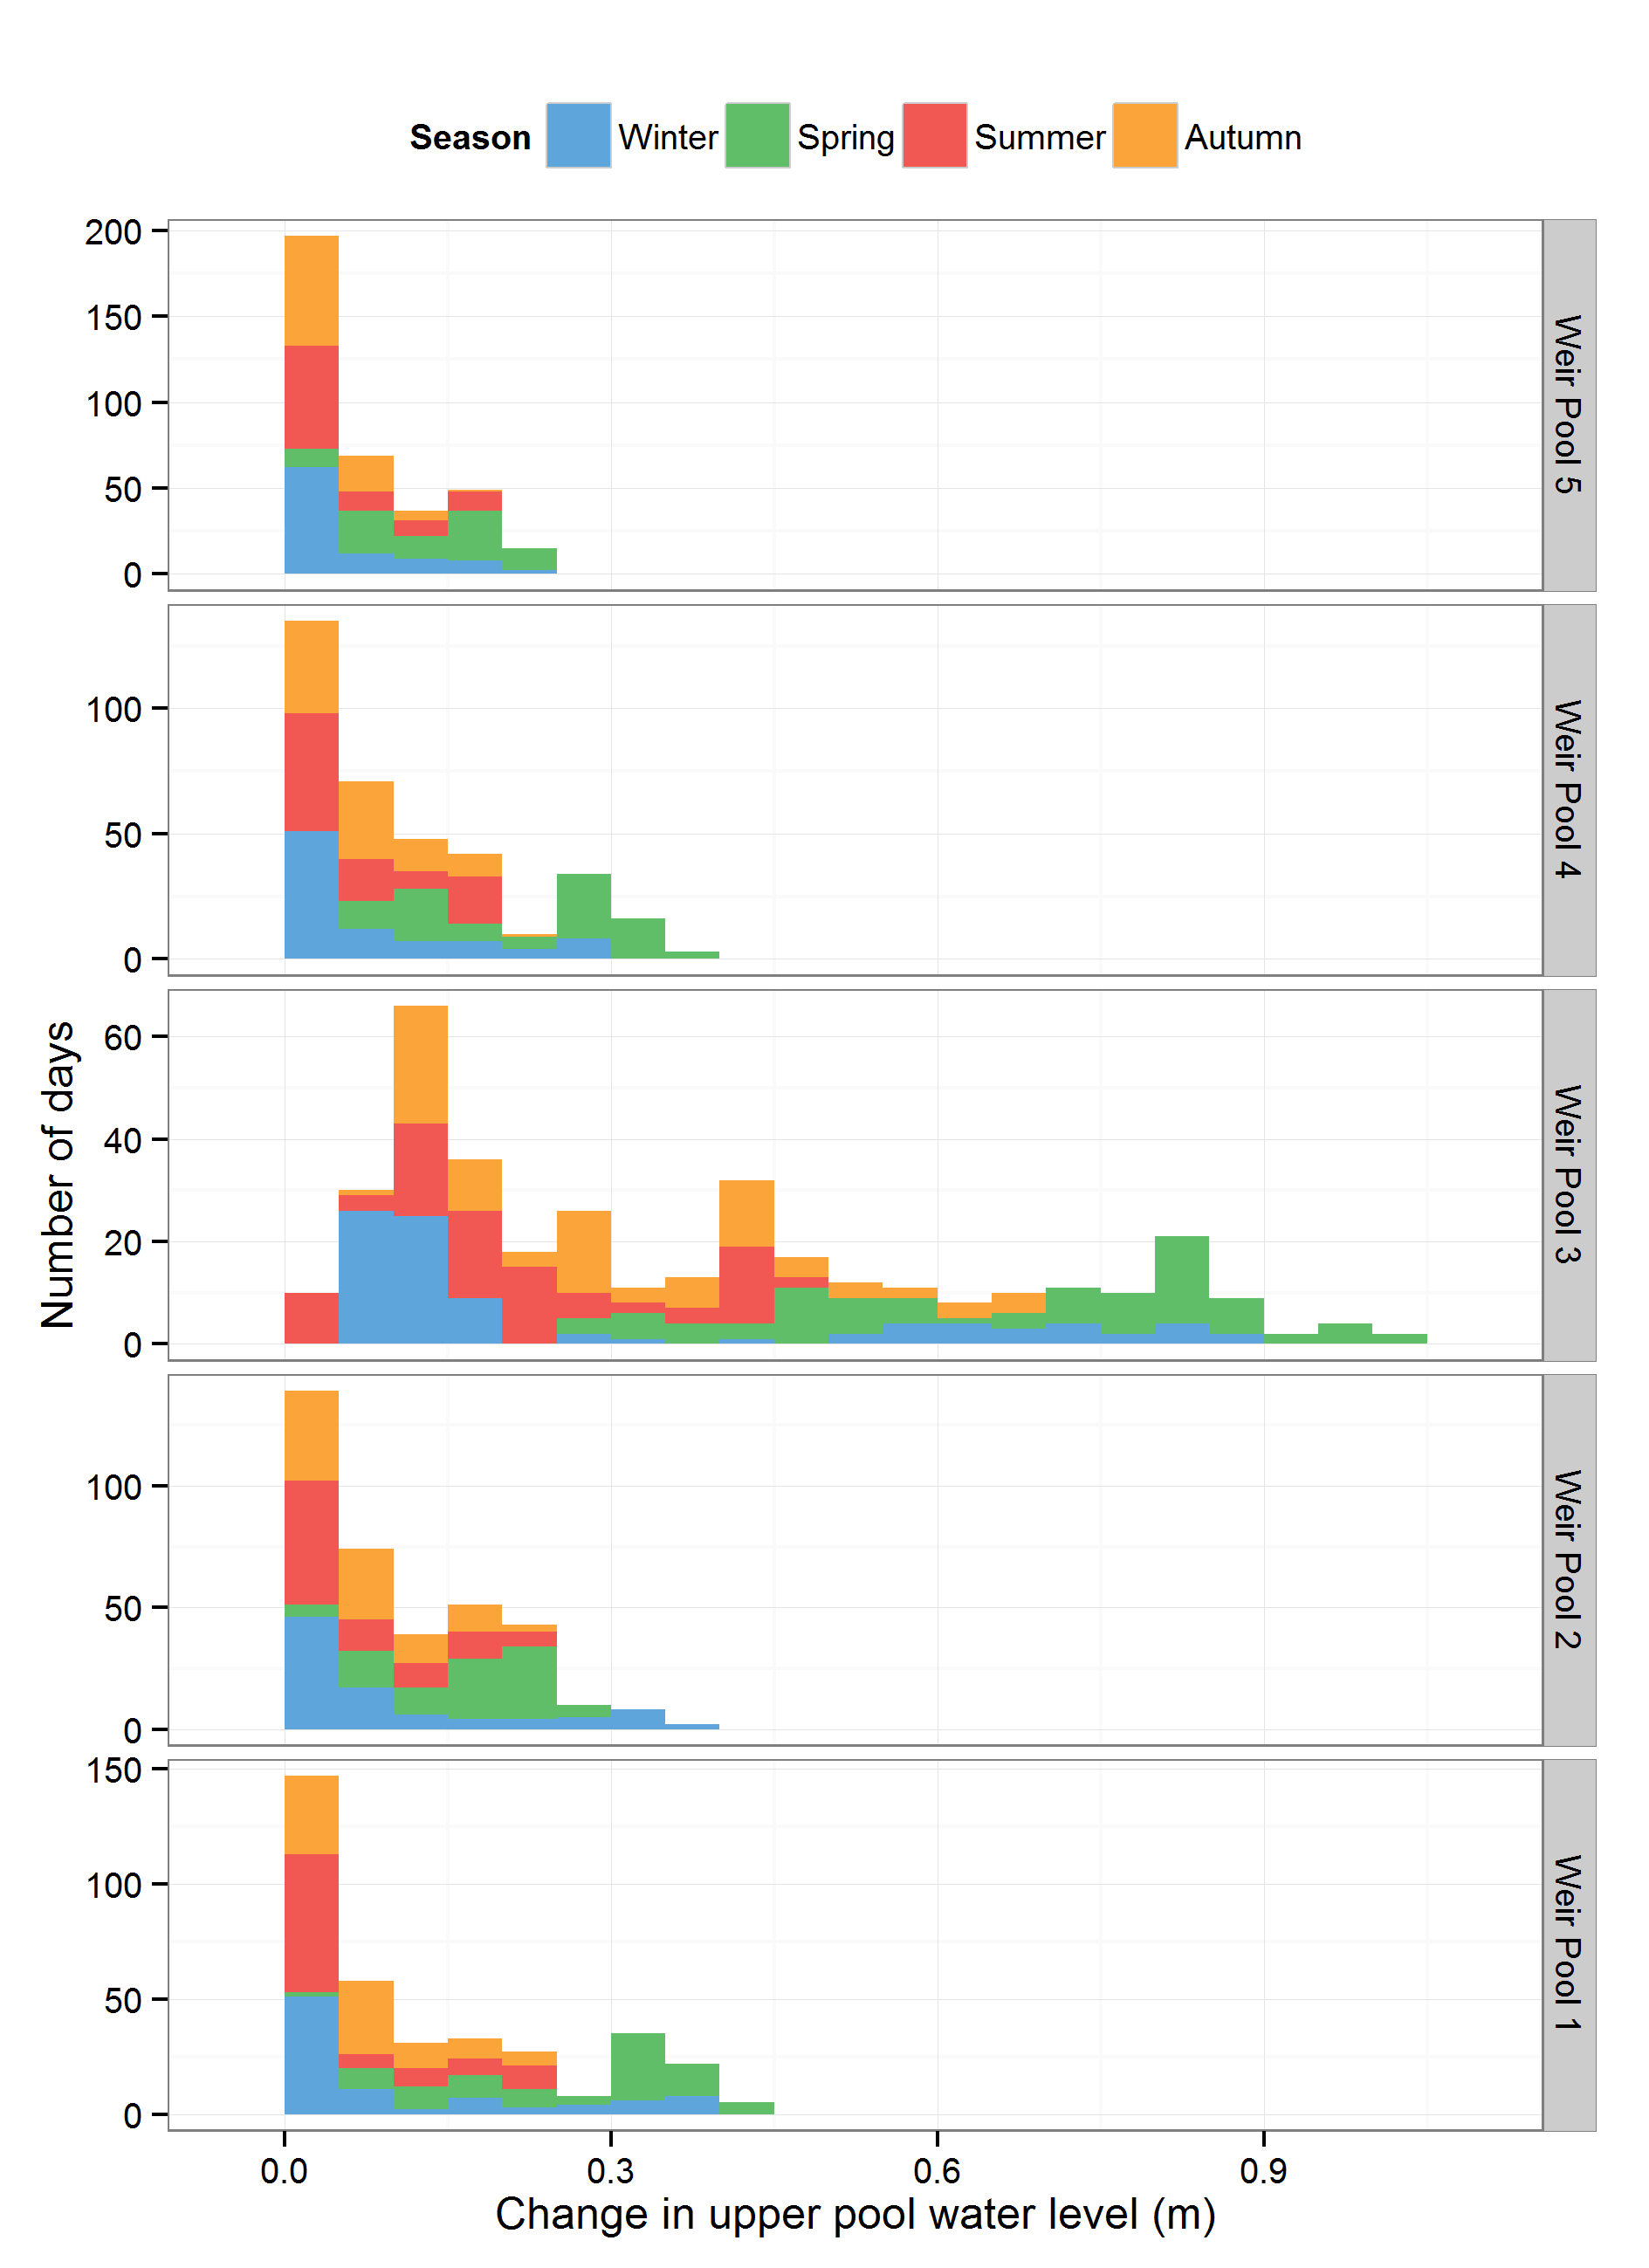 Season Winter Spring Summer Autumn
200
150
100
50
0
Weir Pool 5
100
50
0
Weir Pool 4
60
40
20
0
Weir Pool 3
100
50
0
Weir Pool 2
150
100
50
0
Weir Pool 1
Number of days
0.0 0.3 0.6 0.9
Change in upper pool water level (m)